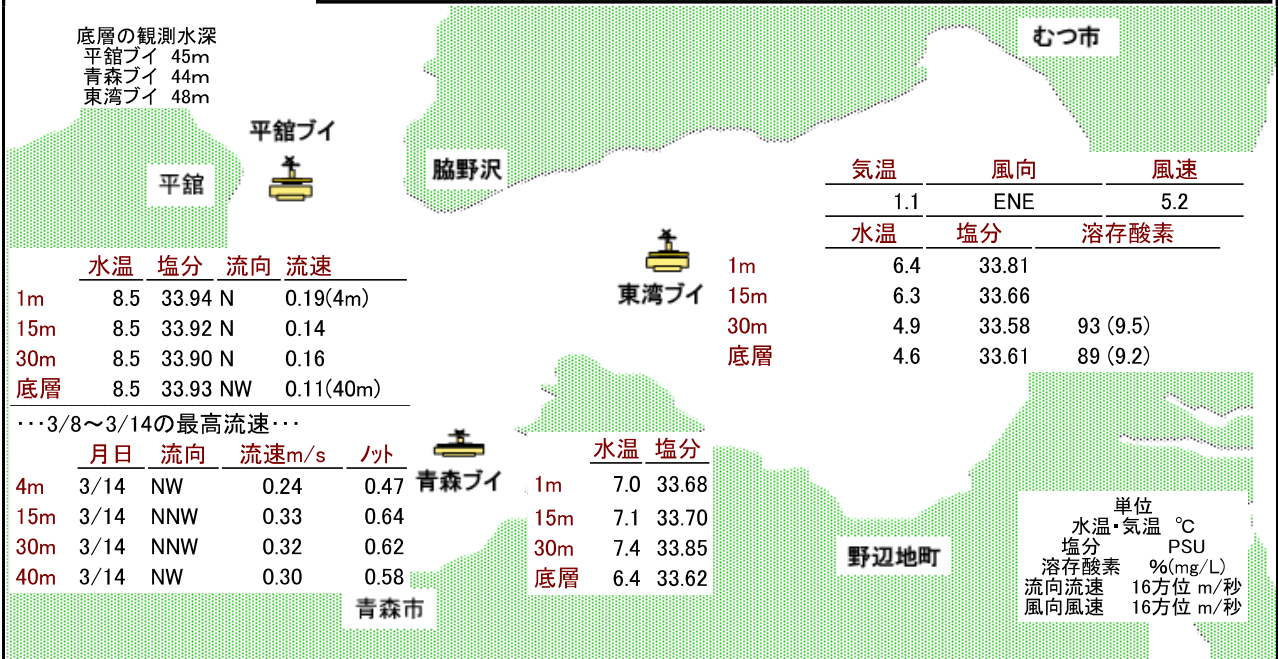 底層の観測水深
平舘ブイ 45m
青森ブイ 44m
東湾ブイ 48m
むつ市
平舘ブイ
平舘
脇野沢
気温 風向 風速
1.1 ENE 5.2
水温 塩分 溶存酸素
1m 6.4 33.81
15m 6.3 33.66
30m 4.9 33.58 93 (9.5)
底層 4.6 33.61 89 (9.2)
東湾ブイ
水温 塩分 流向 流速
1m 8.5 33.94 N 0.19(4m)
15m 8.5 33.92 N 0.14
30m 8.5 33.90 N 0.16
底層 8.5 33.93 NW 0.11(40m)
…3/8～3/14の最高流速…
月日 流向 流速m/s ノット
4m 3/14 NW 0.24 0.47
15m 3/14 NNW 0.33 0.64
30m 3/14 NNW 0.32 0.62
40m 3/14 NW 0.30 0.58
青森ブイ
水温 塩分
1m 7.0 33.68
15m 7.1 33.70
30m 7.4 33.85
底層 6.4 33.62
青森市
野辺地町
単位
水温・気温 ℃
塩分 PSU
溶存酸素 %(mg/L)
流向流速 16方位 m/秒
風向風速 16方位 m/秒